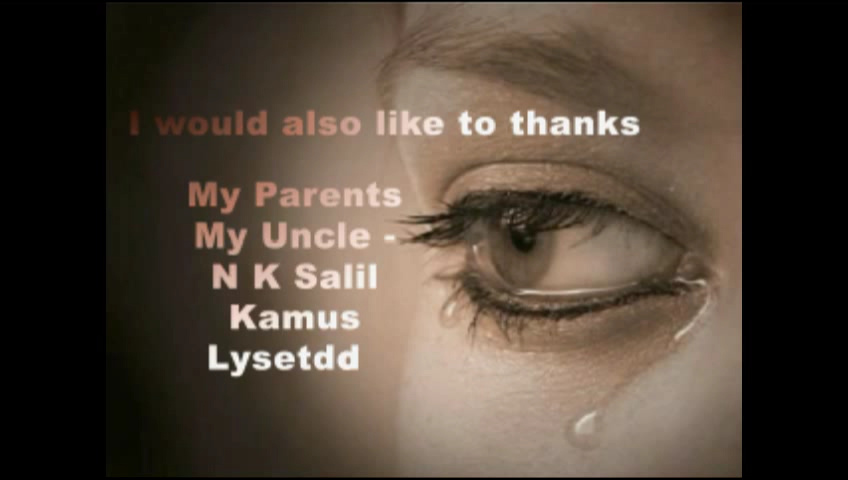 I would also like to thanks
My Parents
My Uncle -
N K Salil
Kamus
Lysetdd